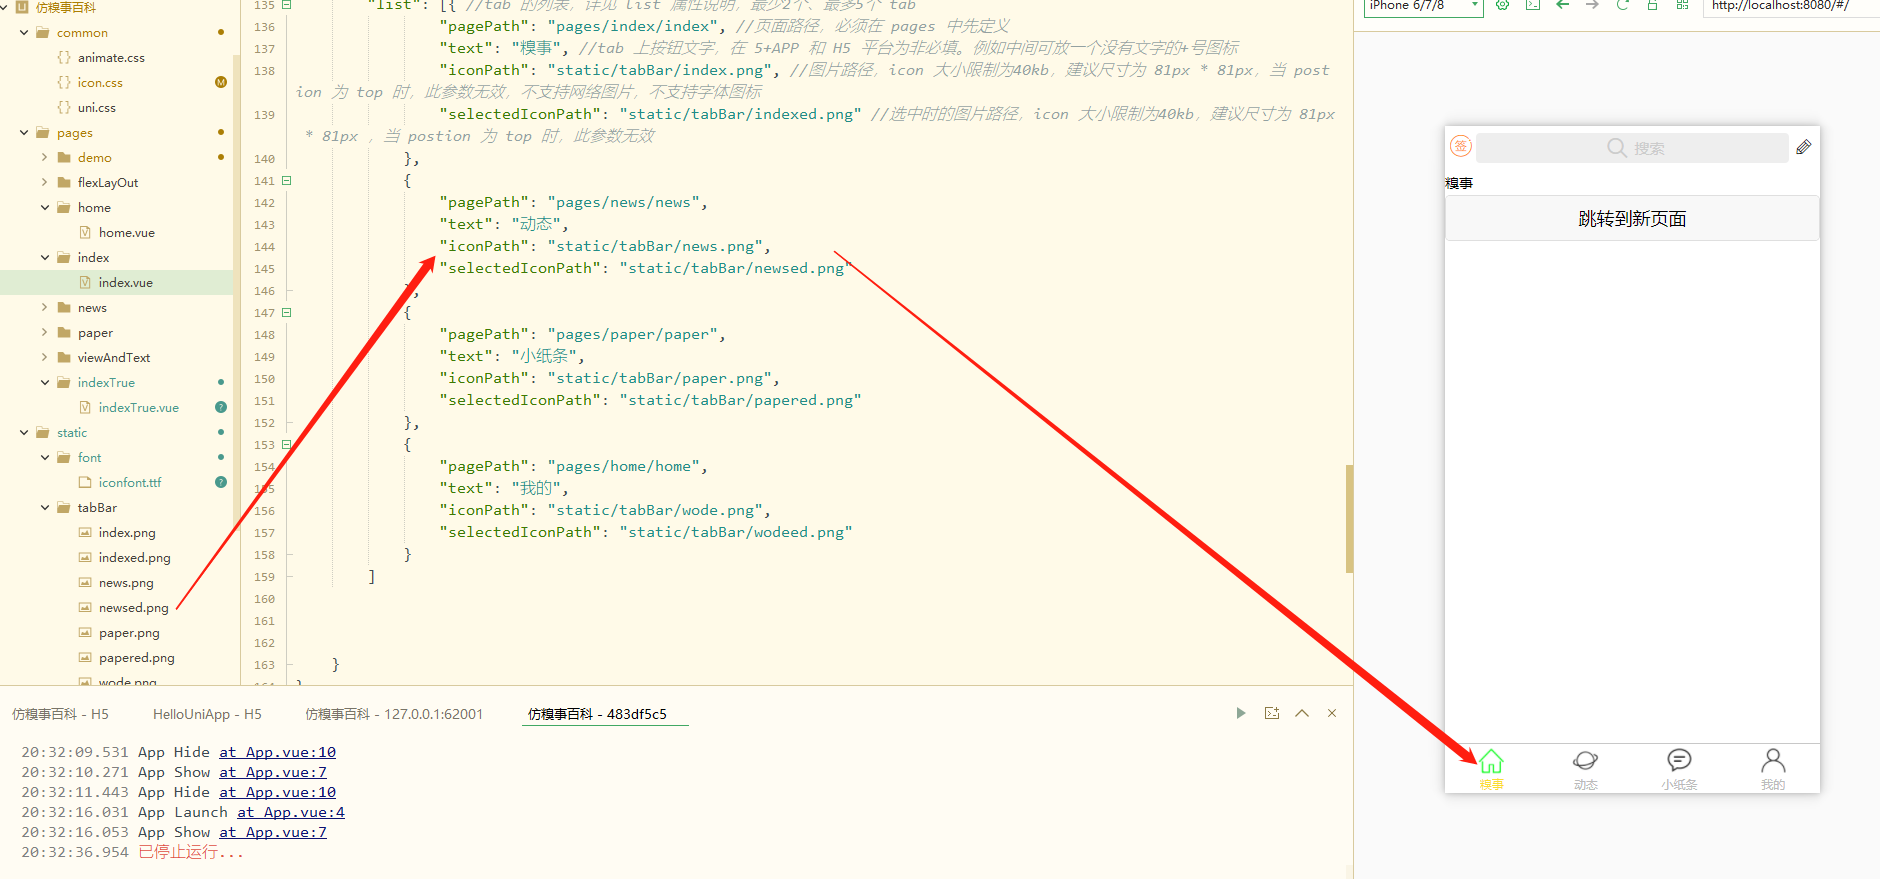 仿糗事百科
common
animate.css
icon.css
M
uni.css
pages
demo
flexLayOut
home
home.vue
index
index.vue
news
paper
viewAndText
indexTrue
indexTrue.vue
?
static
font
iconfont.ttf
?
tabBar
index.png
indexed.png
news.png
newsed.png
paper.png
papered.png
wode.png
135 "list": [{ //tab 的列表，详见 list 属性说明，最少2个、最多5个 tab
136 "pagePath": "pages/index/index", //页面路径，必须在 pages 中先定义
137 "text": "糗事", //tab 上按钮文字，在 5+APP 和 H5 平台为非必填。例如中间可放一个没有文字的+号图标
138 "iconPath": "static/tabBar/index.png", //图片路径，icon 大小限制为40kb，建议尺寸为 81px * 81px，当 post
ion 为 top 时，此参数无效，不支持网络图片，不支持字体图标
139 "selectedIconPath": "static/tabBar/indexed.png" //选中时的图片路径，icon 大小限制为40kb，建议尺寸为 81px
* 81px ，当 postion 为 top 时，此参数无效
140 },
141 {
142 "pagePath": "pages/news/news",
143 "text": "动态",
144 "iconPath": "static/tabBar/news.png",
145 "selectedIconPath": "static/tabBar/newsed.png"
146 },
147 {
148 "pagePath": "pages/paper/paper",
149 "text": "小纸条",
150 "iconPath": "static/tabBar/paper.png",
151 "selectedIconPath": "static/tabBar/papered.png"
152 },
153 {
154 "pagePath": "pages/home/home",
155 "text": "我的",
156 "iconPath": "static/tabBar/wode.png",
157 "selectedIconPath": "static/tabBar/wodeed.png"
158 }
159 ]
160
161
162
163 }
仿糗事百科 - H5 HelloUniApp - H5 仿糗事百科 - 127.0.0.1:62001 仿糗事百科 - 483df5c5
20:32:09.531 App Hide at App.vue:10
20:32:10.271 App Show at App.vue:7
20:32:11.443 App Hide at App.vue:10
20:32:16.031 App Launch at App.vue:4
20:32:16.053 App Show at App.vue:7
20:32:36.954 已停止运行...
iPhone 6/7/8 http://localhost:8080/#/
签 搜索
糗事
跳转到新页面
糗事 动态 小纸条 我的